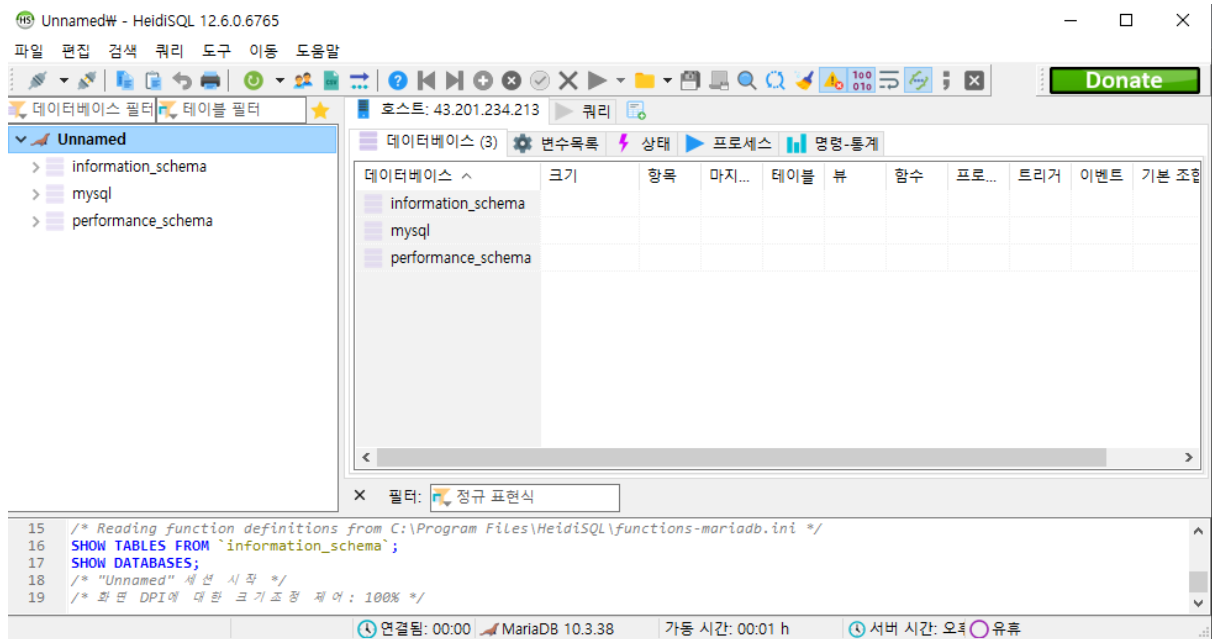 HS Unnamed₩ - HeidiSQL 12.6.0.6765
파일 편집 검색 쿼리 도구 이동 도움말
Donate
데이터베이스 필터 테이블 필터 호스트: 43.201.234.213 쿼리
Unnamed 데이터베이스 (3) 변수목록 상태 프로세스 명령-통계
information_schema
mysql
performance_schema
데이터베이스 크기 항목 마지... 테이블 뷰 함수 프로... 트리거 이벤트 기본 조합
information_schema
mysql
performance_schema
필터: 정규 표현식
15 /* Reading function definitions from C:\Program Files\HeidiSQL\functions-mariadb.ini */
16 SHOW TABLES FROM `information_schema`;
17 SHOW DATABASES;
18 /* "Unnamed" 세션 시작 */
19 /* 화면 DPI에 대한 크기조정 제어: 100% */
연결됨: 00:00 MariaDB 10.3.38 가동 시간: 00:01 h 서버 시간: 오후 유휴